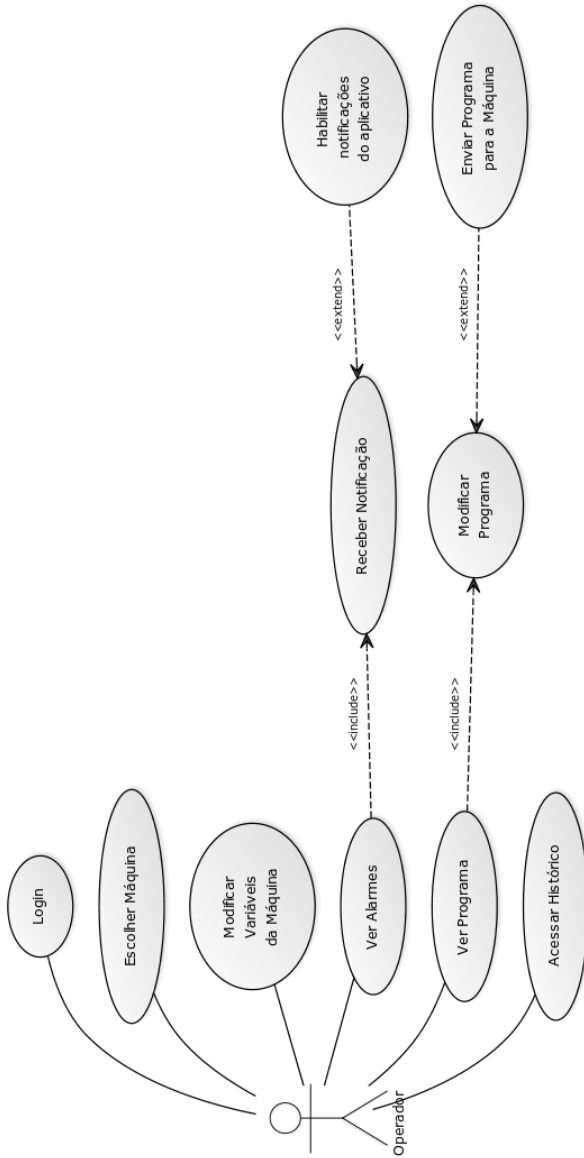 Login
Escolher Máquina
Modificar
Variáveis
da Máquina
Ver Alarmes
Ver Programa
Acessar Histórico
Operador
<<include>>
<<include>>
Receber Notificação
Modificar
Programa
<<extend>>
<<extend>>
Habilitar
notificações
do aplicativo
Enviar Programa
para a Máquina